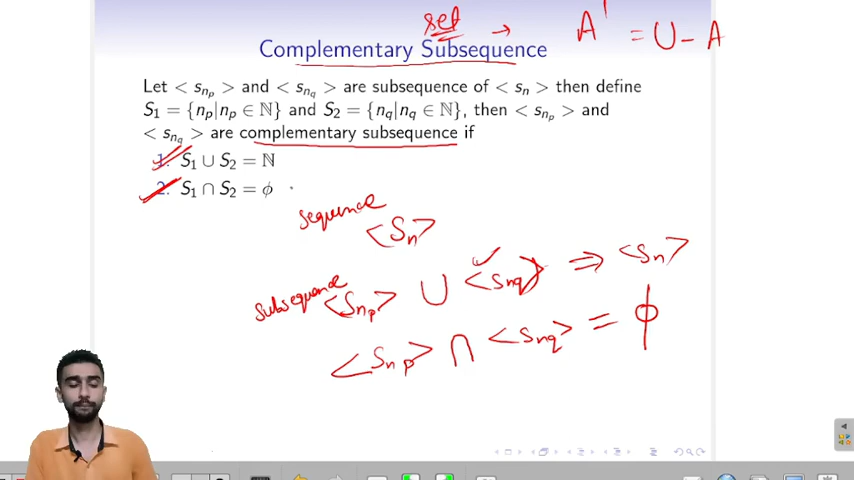 set → A' = U - A
Complementary Subsequence
Let < s_{n_p} > and < s_{n_q} > are subsequence of < s_n > then define
S_1 = {n_p|n_p ∈ ℕ} and S_2 = {n_q|n_q ∈ ℕ}, then < s_{n_p} > and
< s_{n_q} > are complementary subsequence if
1. S_1 ∪ S_2 = ℕ
2. S_1 ∩ S_2 = ϕ
sequence
<S_n>
subsequence <S_{n_p}> ∪ <S_{n_q}> ⇒ <S_n>
<S_{n_p}> ∩ <S_{n_q}> = ϕ